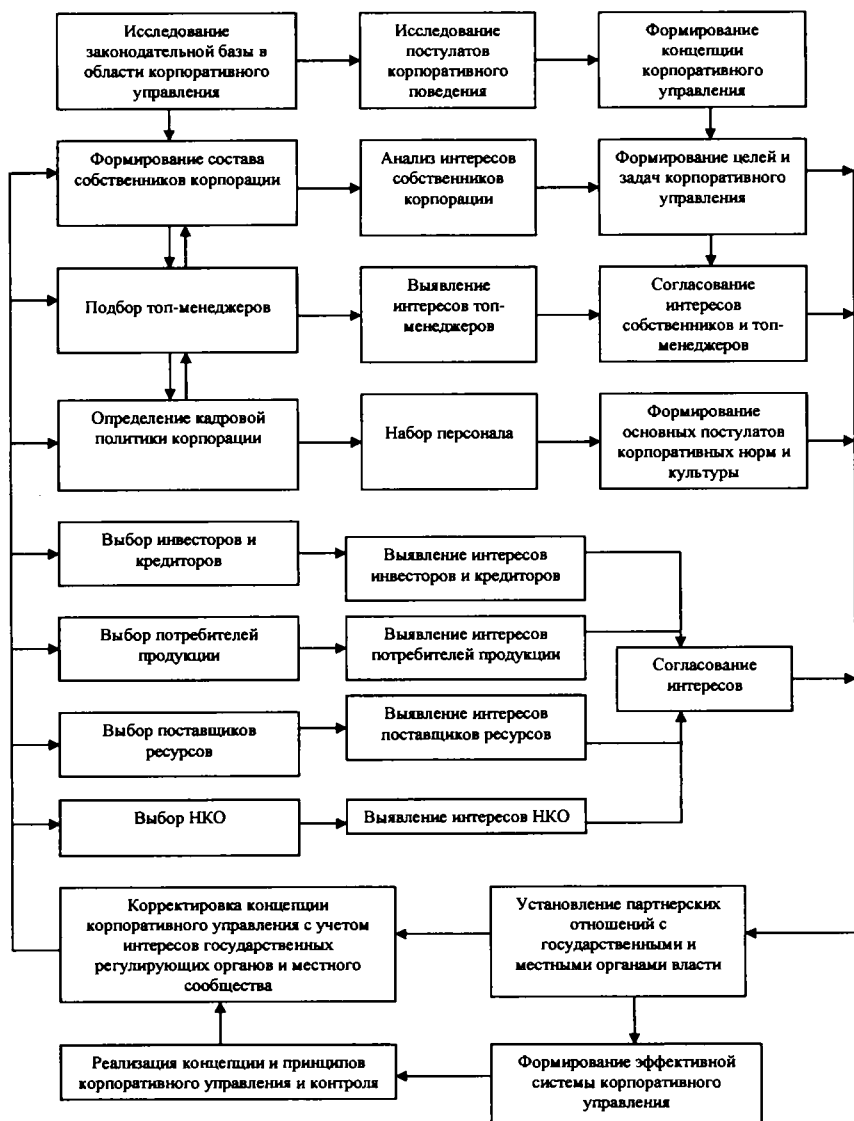 Исследование
законодательной базы в
области корпоративного
управления
Исследование
постулатов
корпоративного
поведения
Формирование
концепции
корпоративного
управления
Формирование состава
собственников корпорации
Анализ интересов
собственников
корпорации
Формирование целей и
задач корпоративного
управления
Подбор топ-менеджеров
Выявление
интересов топ-
менеджеров
Согласование
интересов
собственников и топ-
менеджеров
Определение кадровой
политики корпорации
Набор персонала
Формирование
основных постулатов
корпоративных норм и
культуры
Выбор инвесторов и
кредиторов
Выявление интересов
инвесторов и кредиторов
Выбор потребителей
продукции
Выявление интересов
потребителей продукции
Согласование
интересов
Выбор поставщиков
ресурсов
Выявление интересов
поставщиков ресурсов
Выбор НКО
Выявление интересов НКО
Корректировка концепции
корпоративного управления с учетом
интересов государственных
регулирующих органов и местного
сообщества
Установление партнерских
отношений с
государственными и
местными органами власти
Реализация концепции и принципов
корпоративного управления и контроля
Формирование эффективной
системы корпоративного
управления